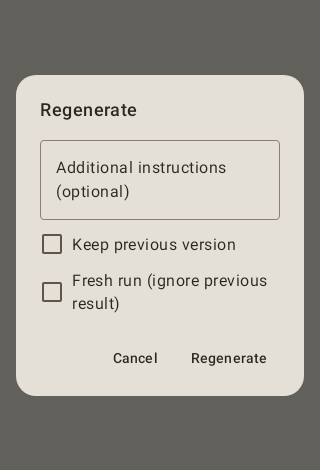 Regenerate
Additional instructions
(optional)
Keep previous version
Fresh run (ignore previous
result)
Cancel Regenerate